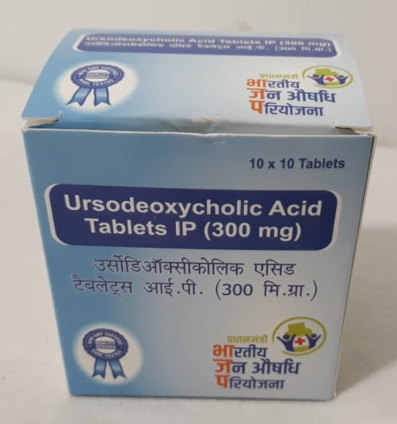 Ursodeoxycholic Acid Tablets IP (300 mg)
उर्सोडिऑक्सीकोलिक एसिड टैबलेट्स आई.पी. (300 मि.ग्रा.)
प्रधानमंत्री
भारतीय
जन औषधि
परियोजना
10 x 10 Tablets
Ursodeoxycholic Acid
Tablets IP (300 mg)
उर्सोडिऑक्सीकोलिक एसिड
टैबलेट्स आई.पी. (300 मि.ग्रा.)
प्रधानमंत्री
भारतीय
जन औषधि
परियोजना